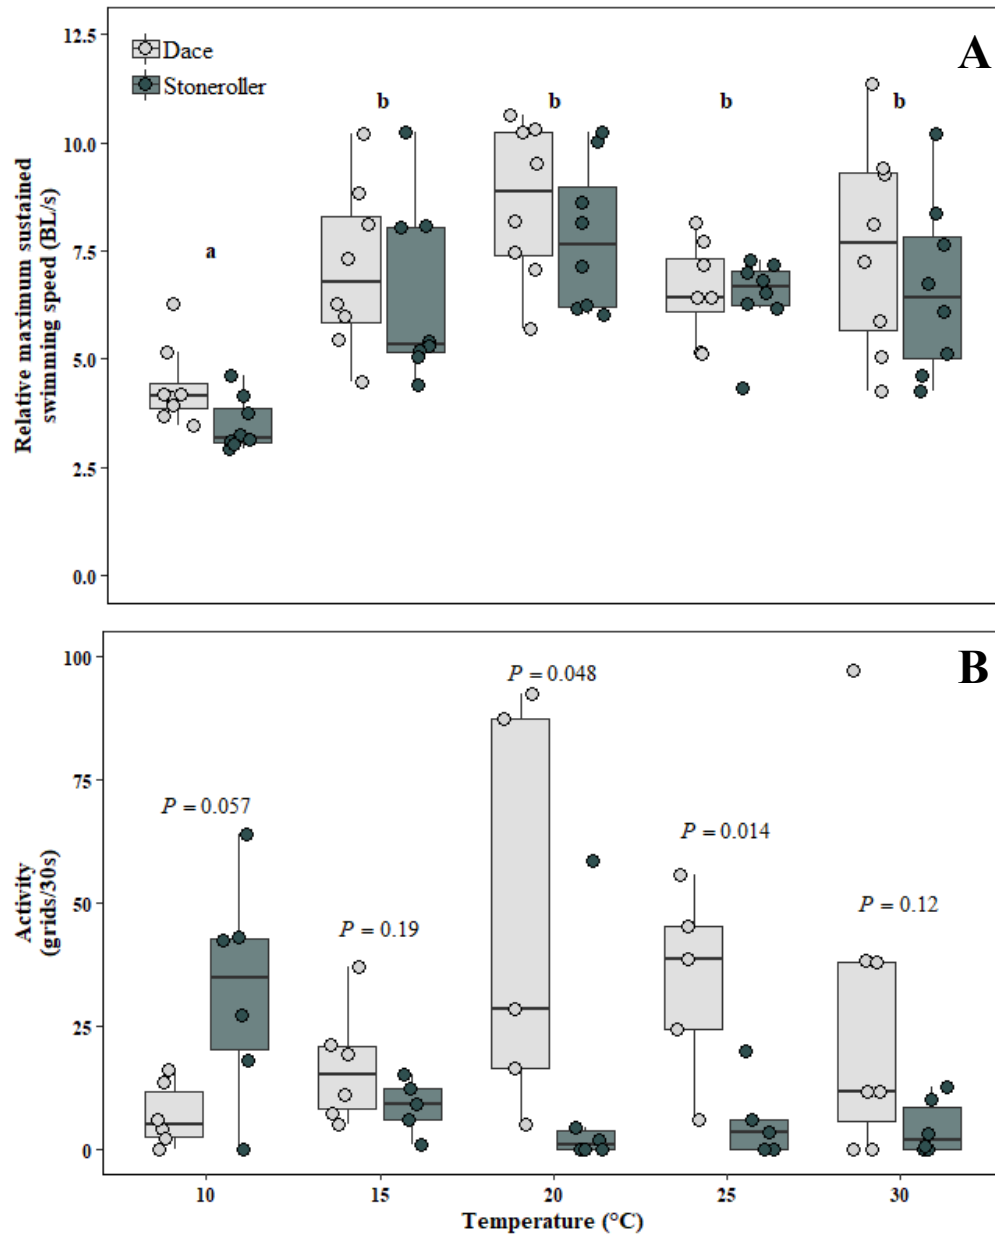 A
Dace
Stoneroller
Relative maximum sustained
swimming speed (BL/s)
12.5
10.0
7.5
5.0
2.5
0.0
a
b
b
b
b
B
Activity
(grids/30s)
100
75
50
25
0
P = 0.057
P = 0.19
P = 0.048
P = 0.014
P = 0.12
10 15 20 25 30
Temperature (°C)